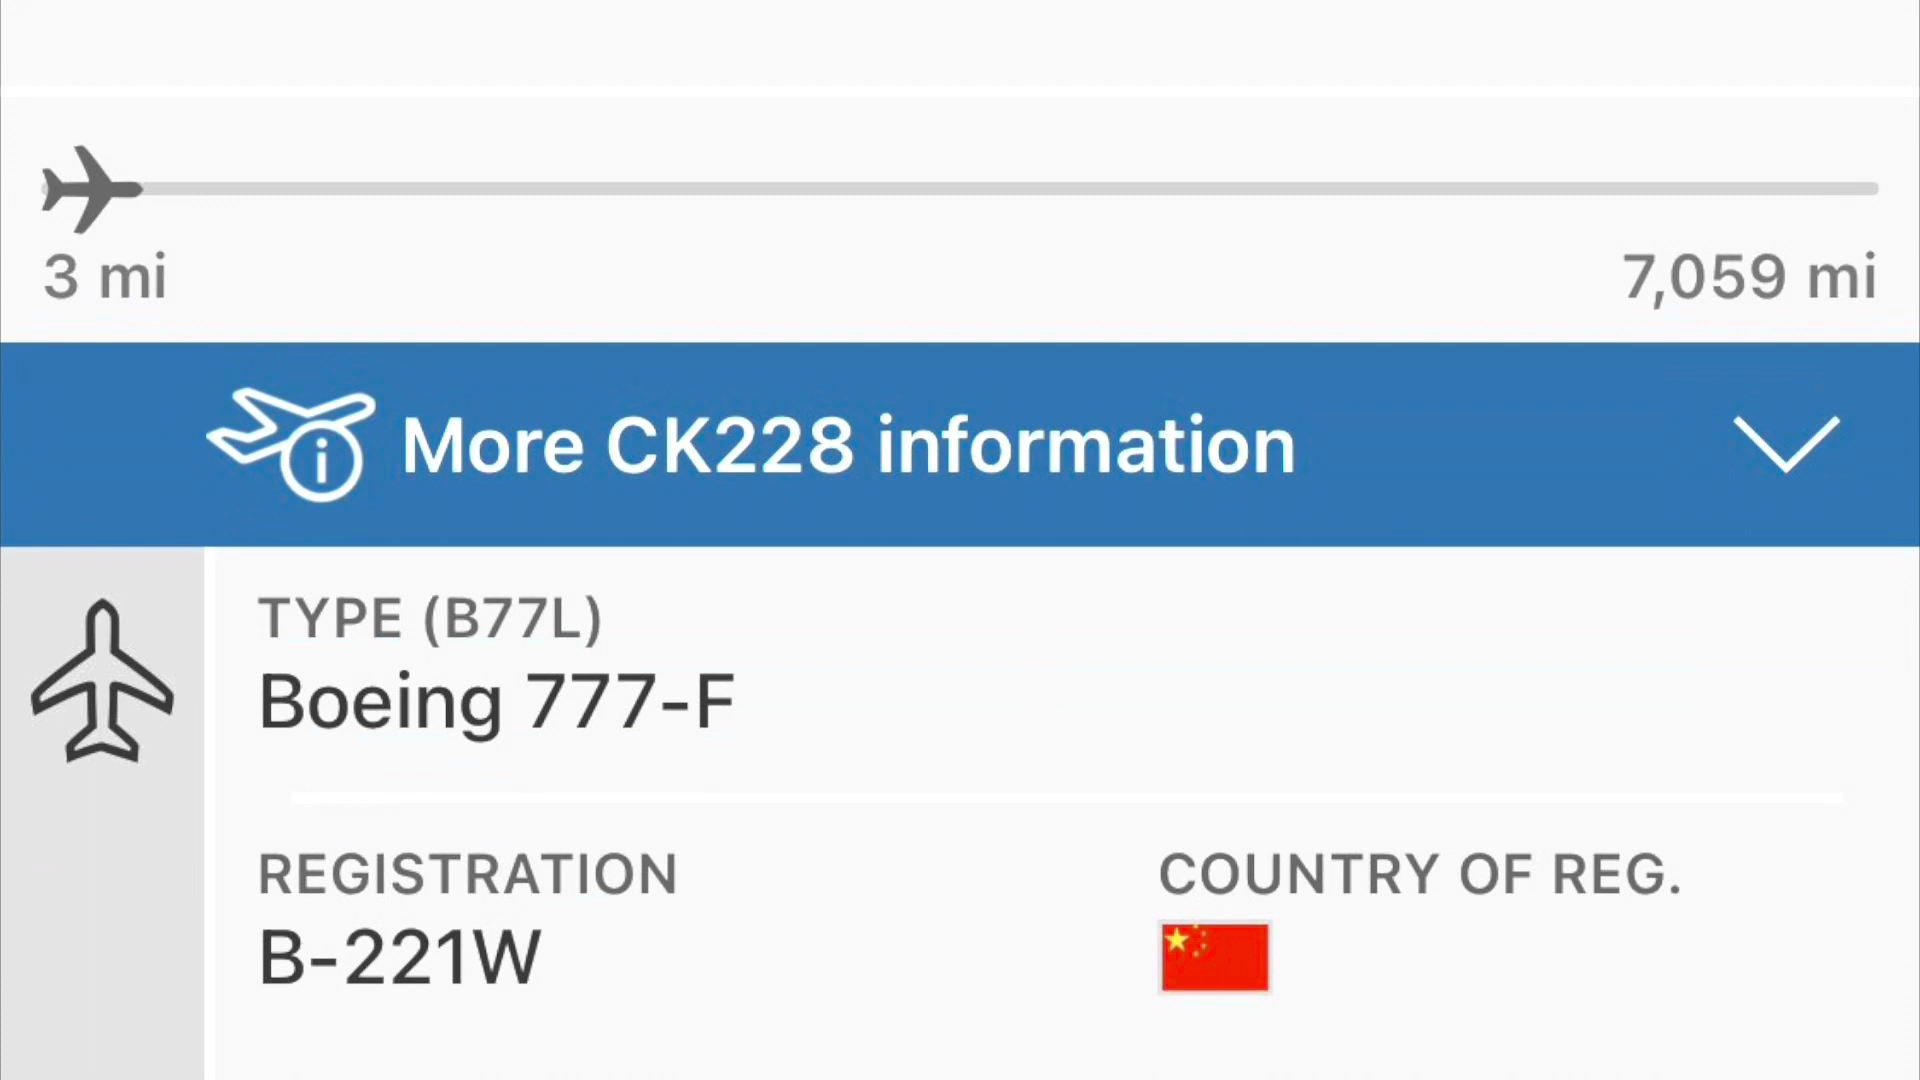 3 mi 7,059 mi
More CK228 information
TYPE (B77L)
Boeing 777-F
REGISTRATION COUNTRY OF REG.
B-221W